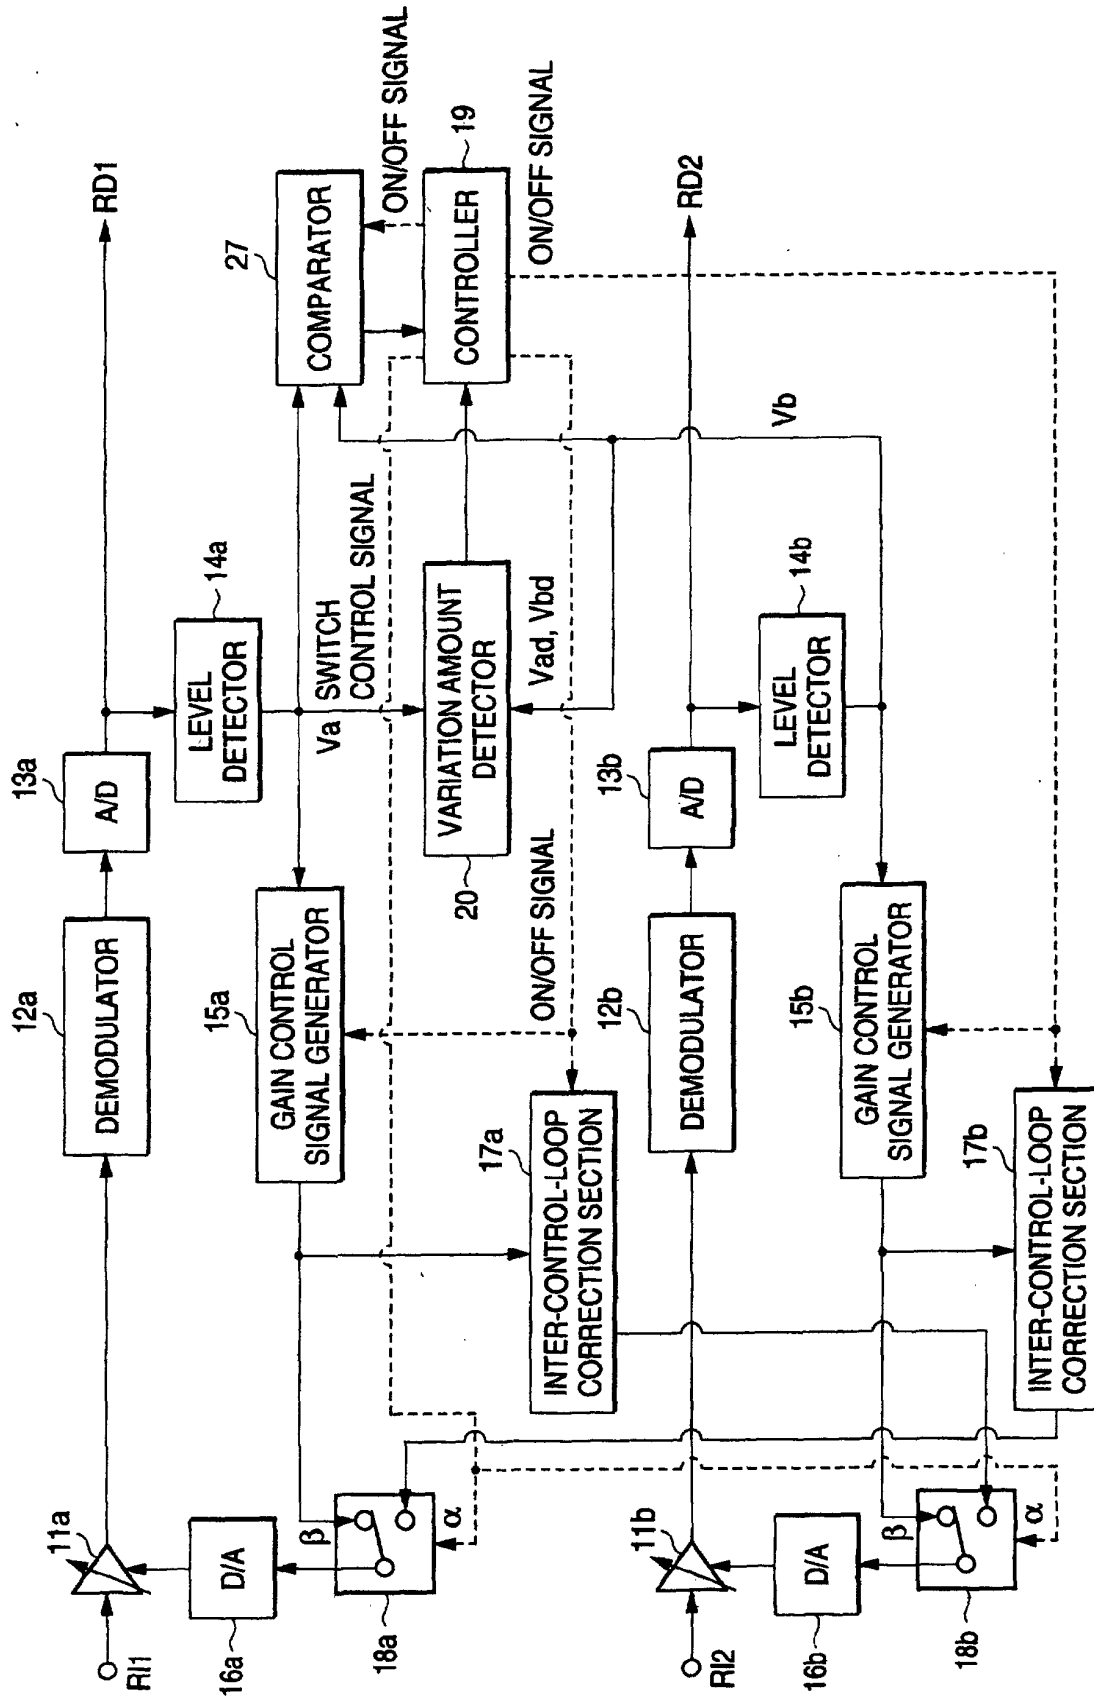 RI1
11a
12a
DEMODULATOR
13a
A/D
RD1
16a
D/A
14a
LEVEL
DETECTOR
18a
β
α
15a
GAIN CONTROL
SIGNAL GENERATOR
Va
SWITCH
CONTROL SIGNAL
27
COMPARATOR
ON/OFF SIGNAL
20
VARIATION AMOUNT
DETECTOR
19
CONTROLLER
17a
INTER-CONTROL-LOOP
CORRECTION SECTION
ON/OFF SIGNAL
Vad, Vbd
ON/OFF SIGNAL
RI2
11b
12b
DEMODULATOR
13b
A/D
RD2
16b
D/A
14b
LEVEL
DETECTOR
Vb
18b
β
α
15b
GAIN CONTROL
SIGNAL GENERATOR
17b
INTER-CONTROL-LOOP
CORRECTION SECTION